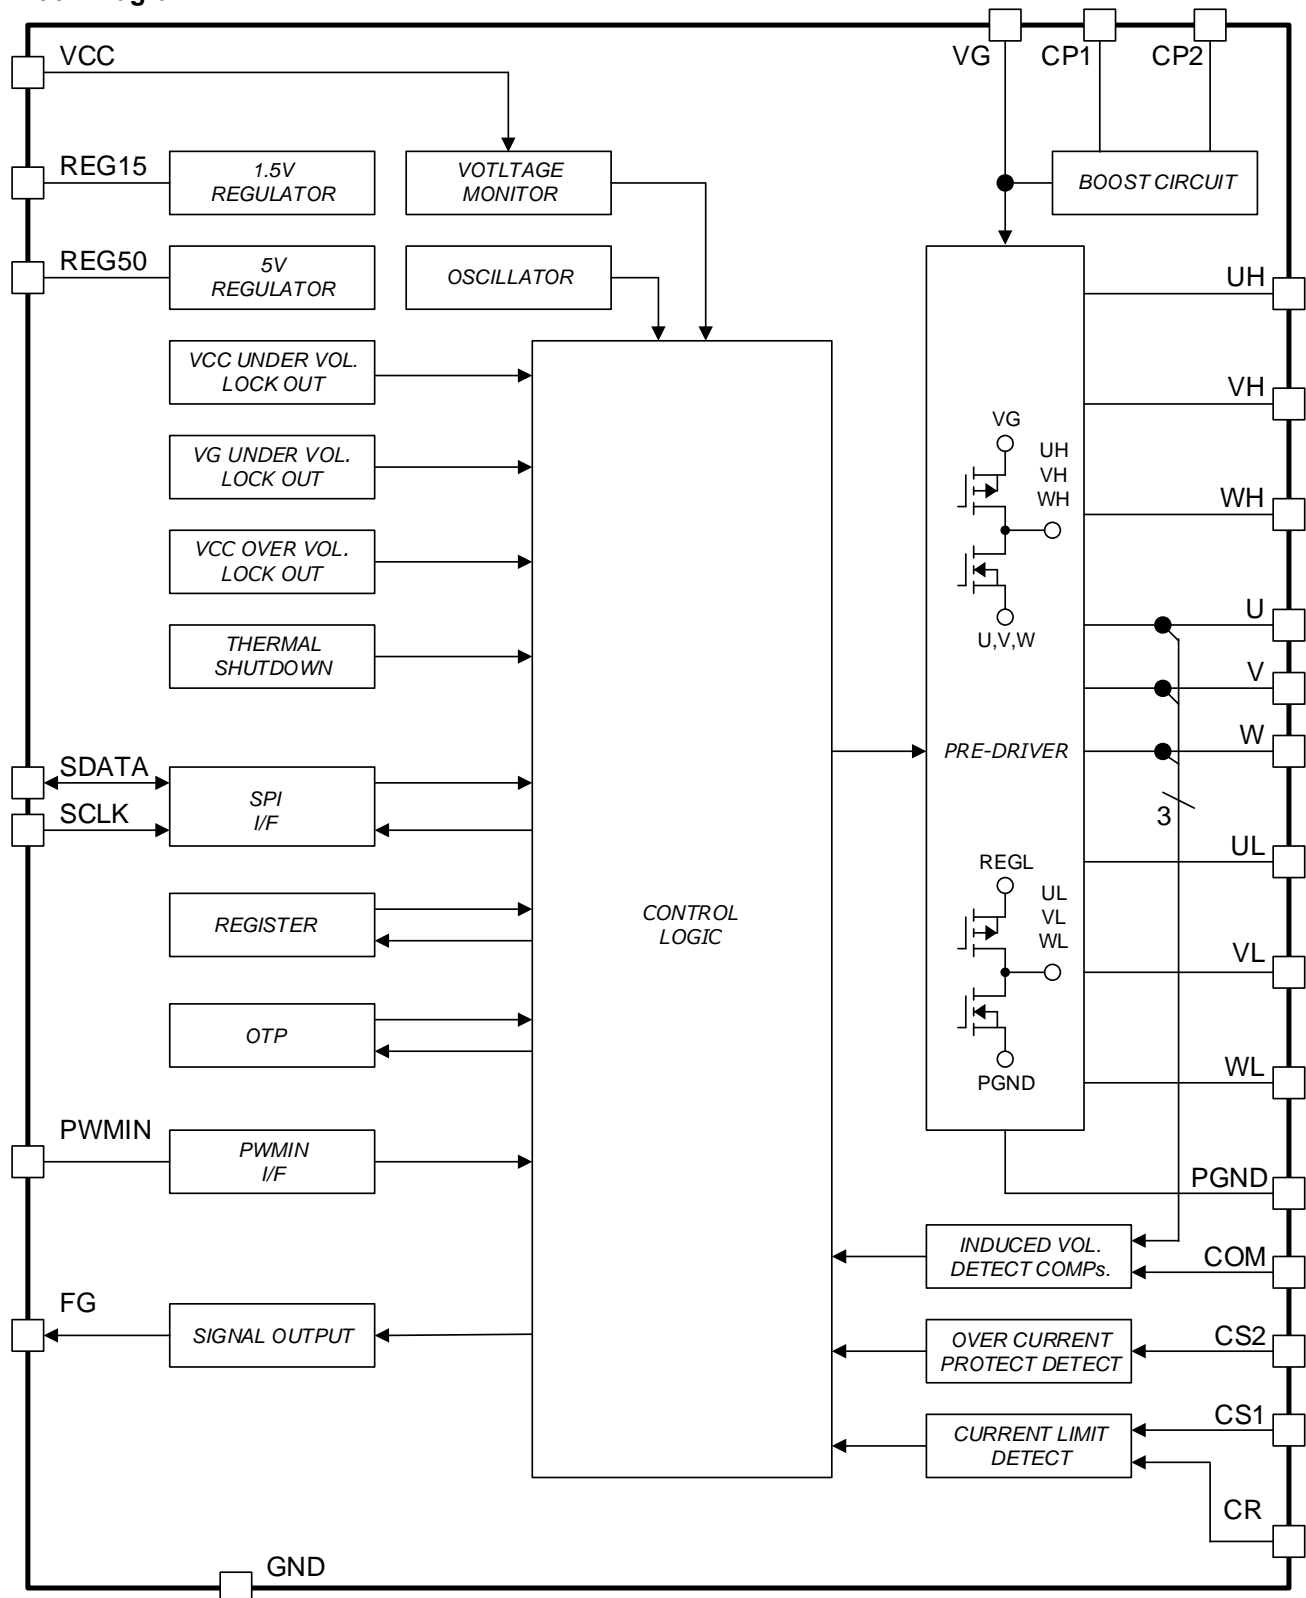 VCC
VG
CP1
CP2
REG15
1.5V
REGULATOR
VOTLTAGE
MONITOR
BOOST CIRCUIT
REG50
5V
REGULATOR
OSCILLATOR
UH
VCC UNDER VOL.
LOCK OUT
VH
VG UNDER VOL.
LOCK OUT
VG
UH
VH
WH
WH
VCC OVER VOL.
LOCK OUT
U,V,W
U
THERMAL
SHUTDOWN
V
W
PRE-DRIVER
SDATA
SCLK
SPI
I/F
3
UL
REGISTER
CONTROL
LOGIC
REGL
UL
VL
WL
VL
OTP
PGND
WL
PWMIN
PWMIN
I/F
PGND
INDUCED VOL.
DETECT COMPs.
COM
FG
SIGNAL OUTPUT
OVER CURRENT
PROTECT DETECT
CS2
CURRENT LIMIT
DETECT
CS1
CR
GND